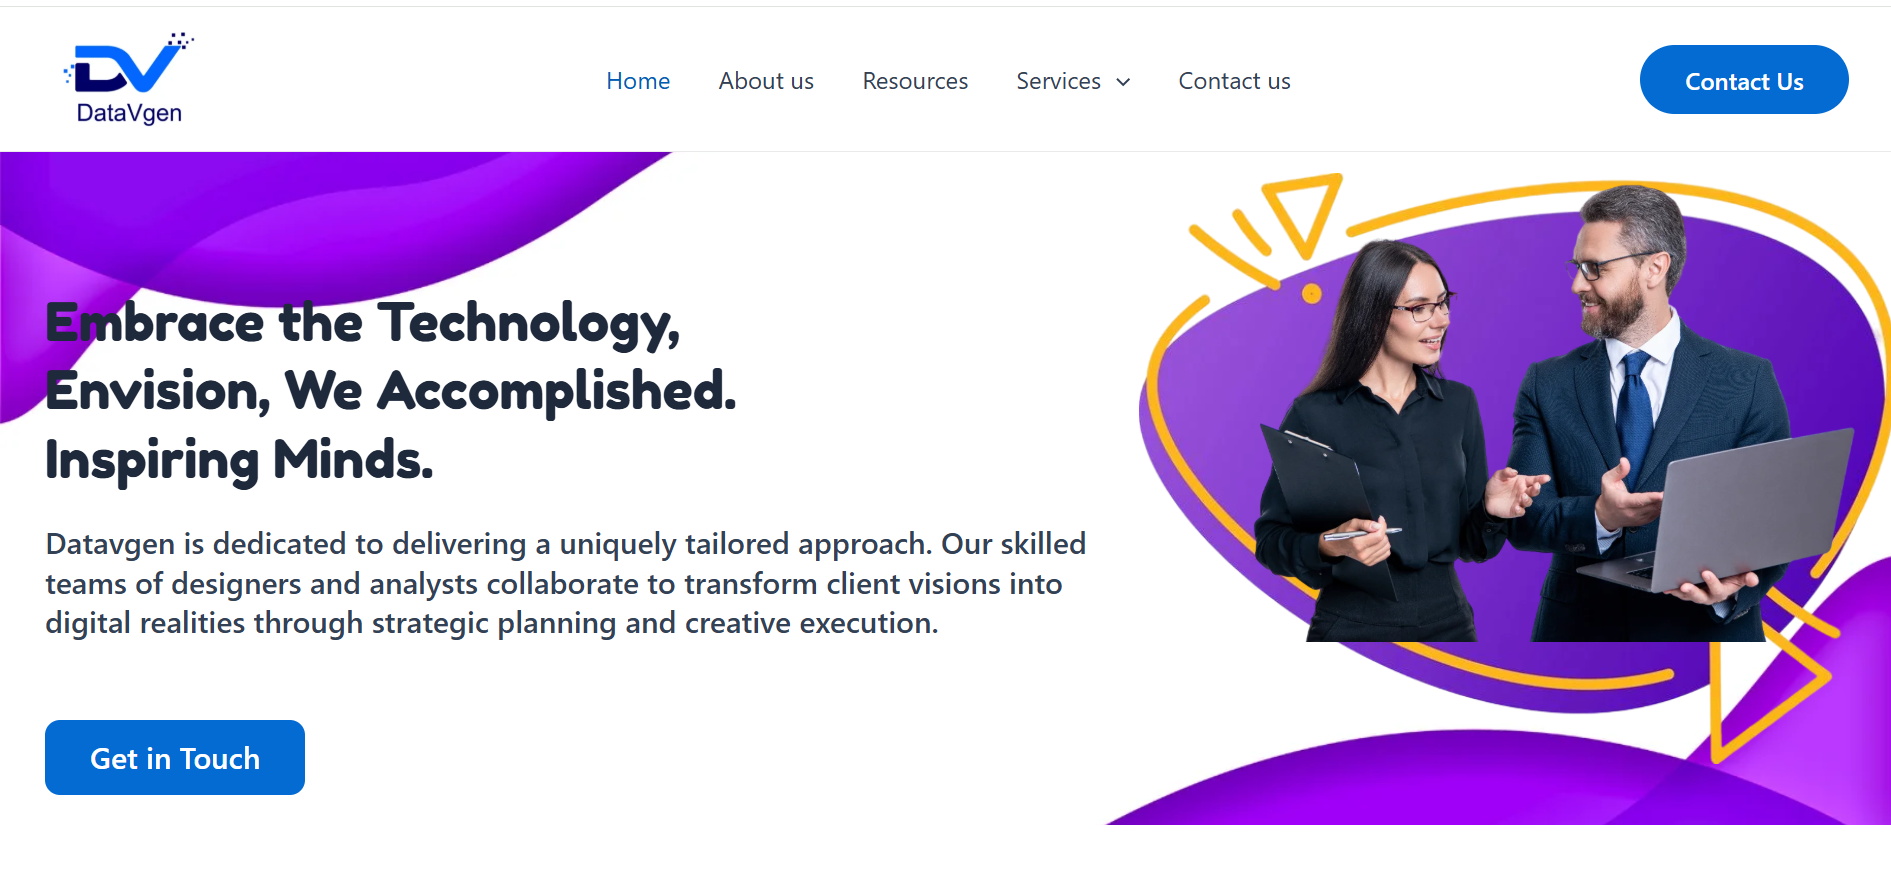 DV
DataVgen
Home
About us
Resources
Services
Contact us
Contact Us
Embrace the Technology,
Envision, We Accomplished.
Inspiring Minds.
Datavgen is dedicated to delivering a uniquely tailored approach. Our skilled
teams of designers and analysts collaborate to transform client visions into
digital realities through strategic planning and creative execution.
Get in Touch